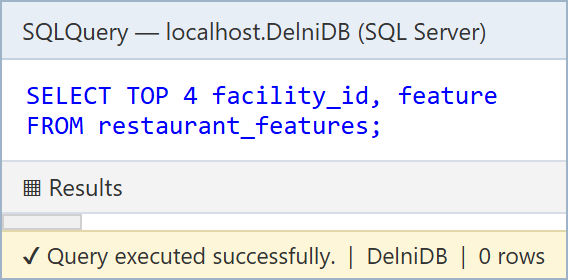 SQLQuery — localhost.DelniDB (SQL Server)
SELECT TOP 4 facility_id, feature
FROM restaurant_features;
▦ Results
✔ Query executed successfully. | DelniDB | 0 rows